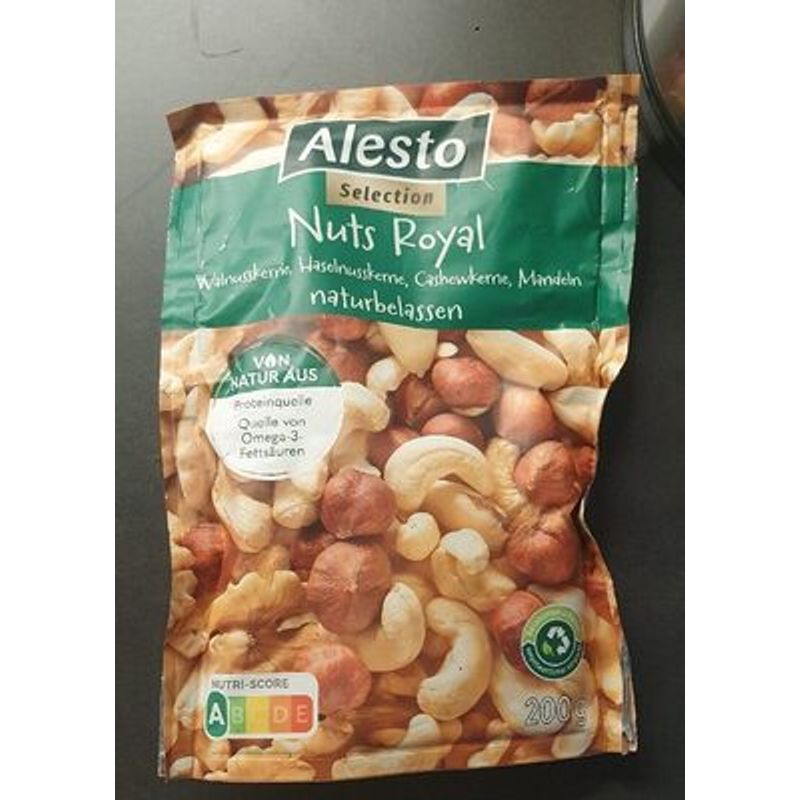 Alesto
Selection
Nuts Royal
Walnusskerne, Haselnusskerne, Cashewkerne, Mandeln
naturbelassen
VON
NATUR AUS
Proteinquelle
Quelle von
Omega-3-
Fettsäuren
NUTRI-SCORE
A B C D E
200 g